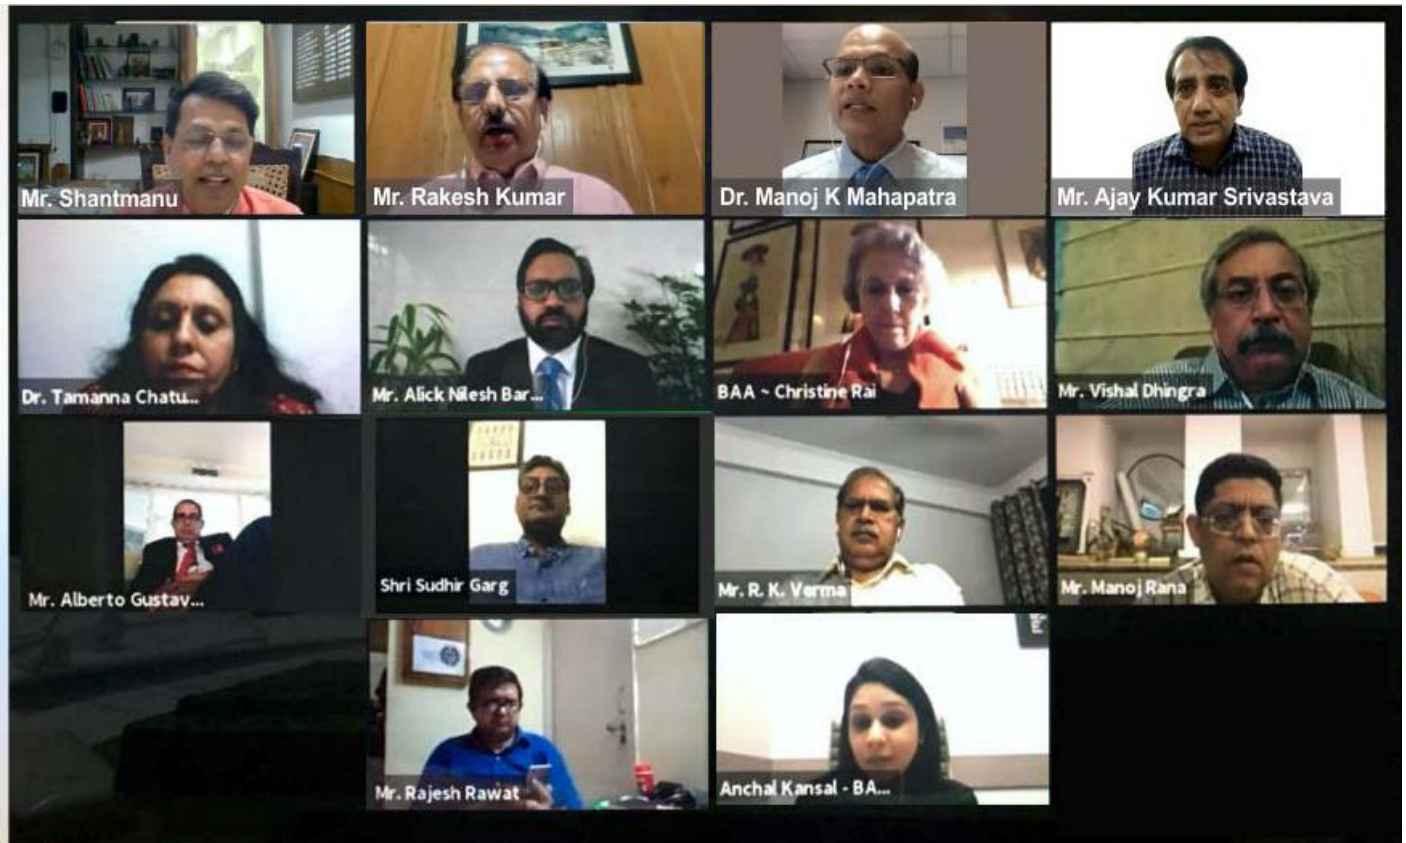 Mr. Shantmanu
Mr. Rakesh Kumar
Dr. Manoj K Mahapatra
Mr. Ajay Kumar Srivastava
Dr. Tamanna Chatu...
Mr. Alick Nilesh Bar...
BAA ~ Christine Rai
Mr. Vishal Dhingra
Mr. Alberto Gustav...
Shri Sudhir Garg
Mr. R. K. Verma
Mr. Manoj Rana
Mr. Rajesh Rawat
Anchal Kansal - BA...